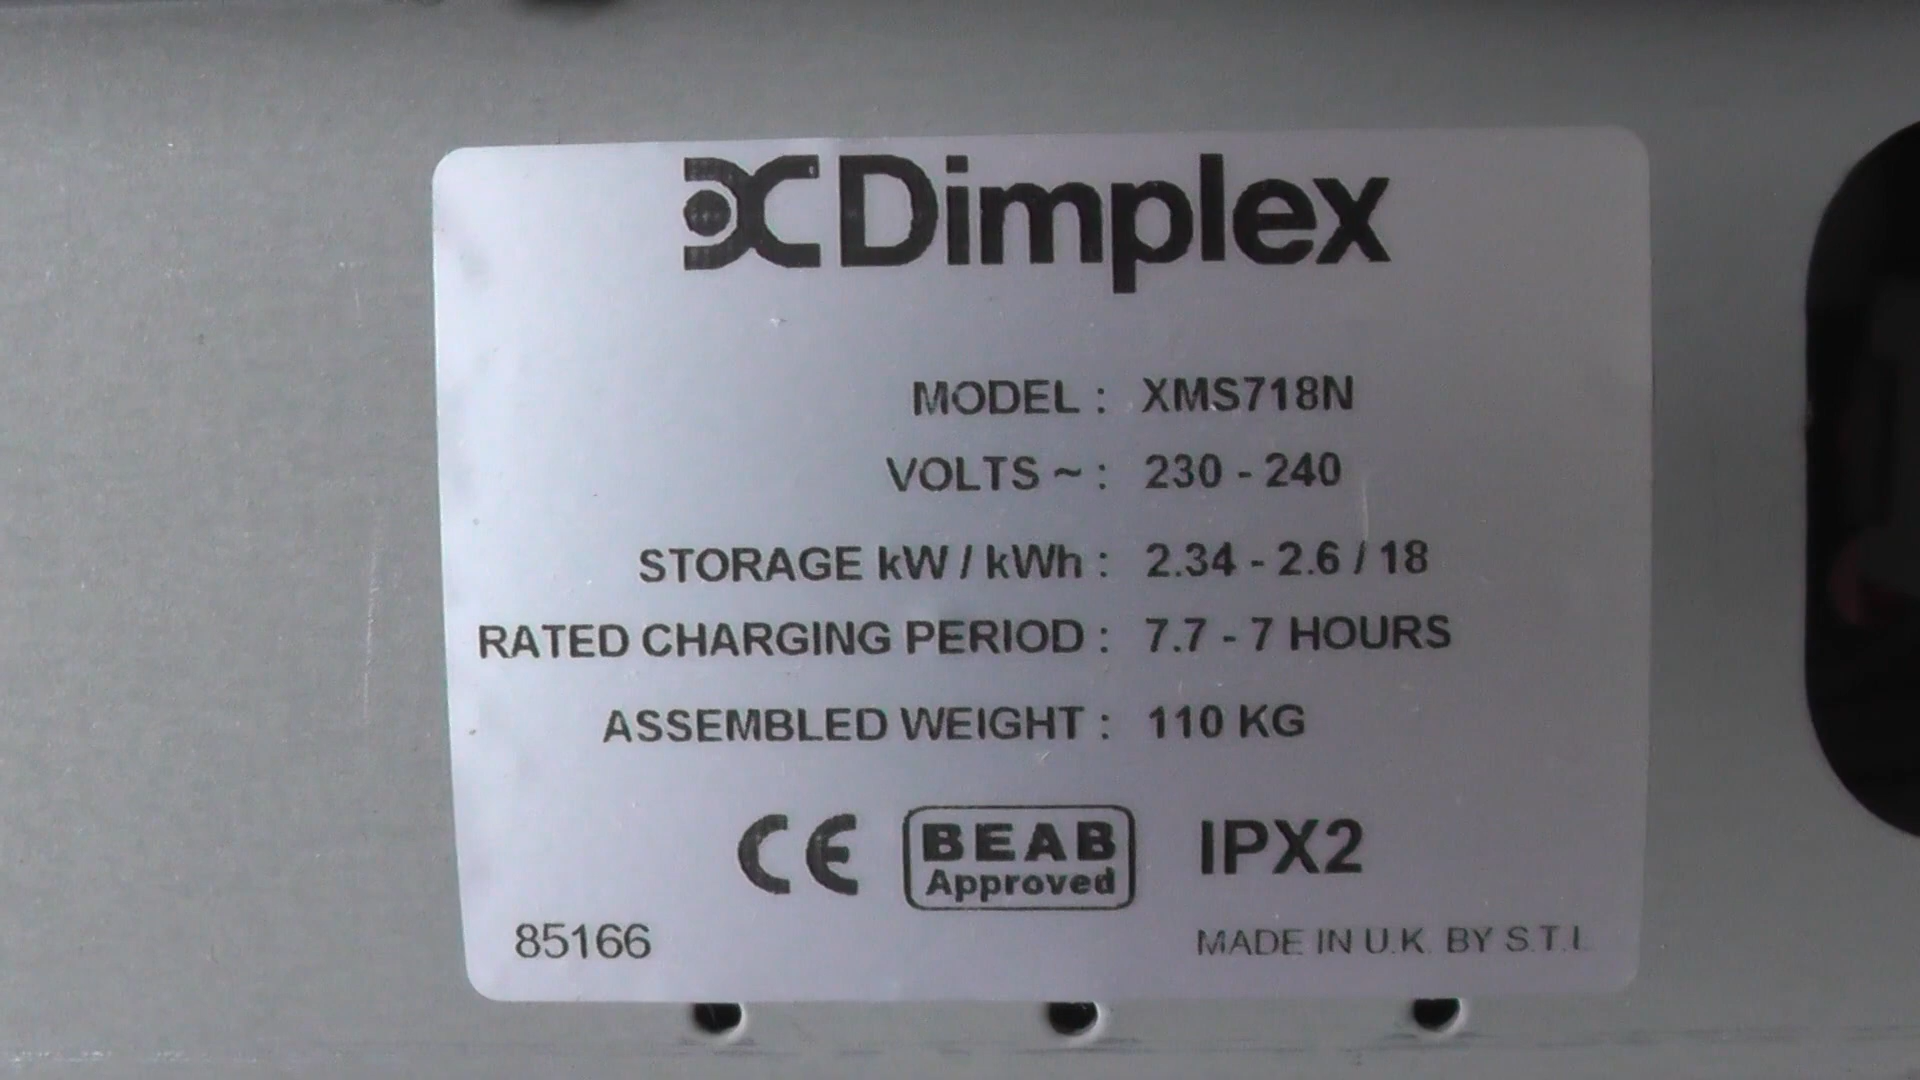 Dimplex
MODEL : XMS718N
VOLTS ~ : 230 - 240
STORAGE kW / kWh : 2.34 - 2.6 / 18
RATED CHARGING PERIOD : 7.7 - 7 HOURS
ASSEMBLED WEIGHT : 110 KG
CE BEAB Approved IPX2
85166 MADE IN U.K. BY S.T.I.